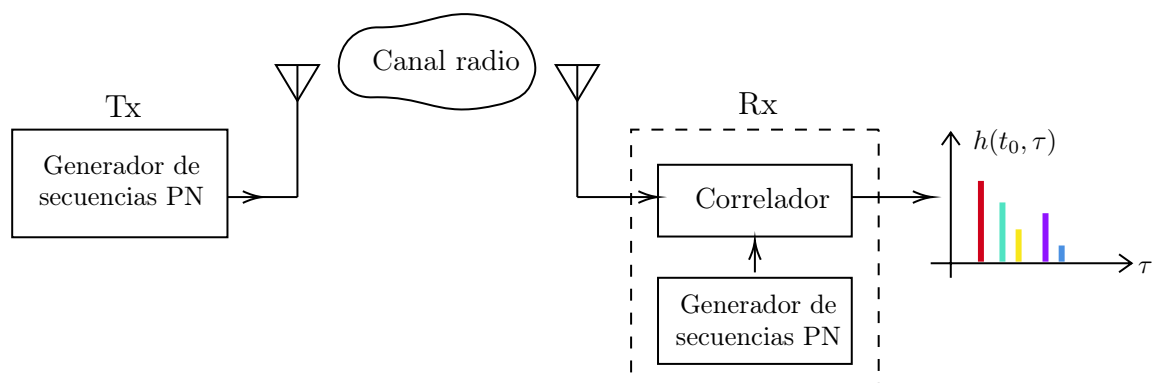 Canal radio
Tx
Rx
Generador de
secuencias PN
Correlador
h(t₀, τ)
τ
Generador de
secuencias PN